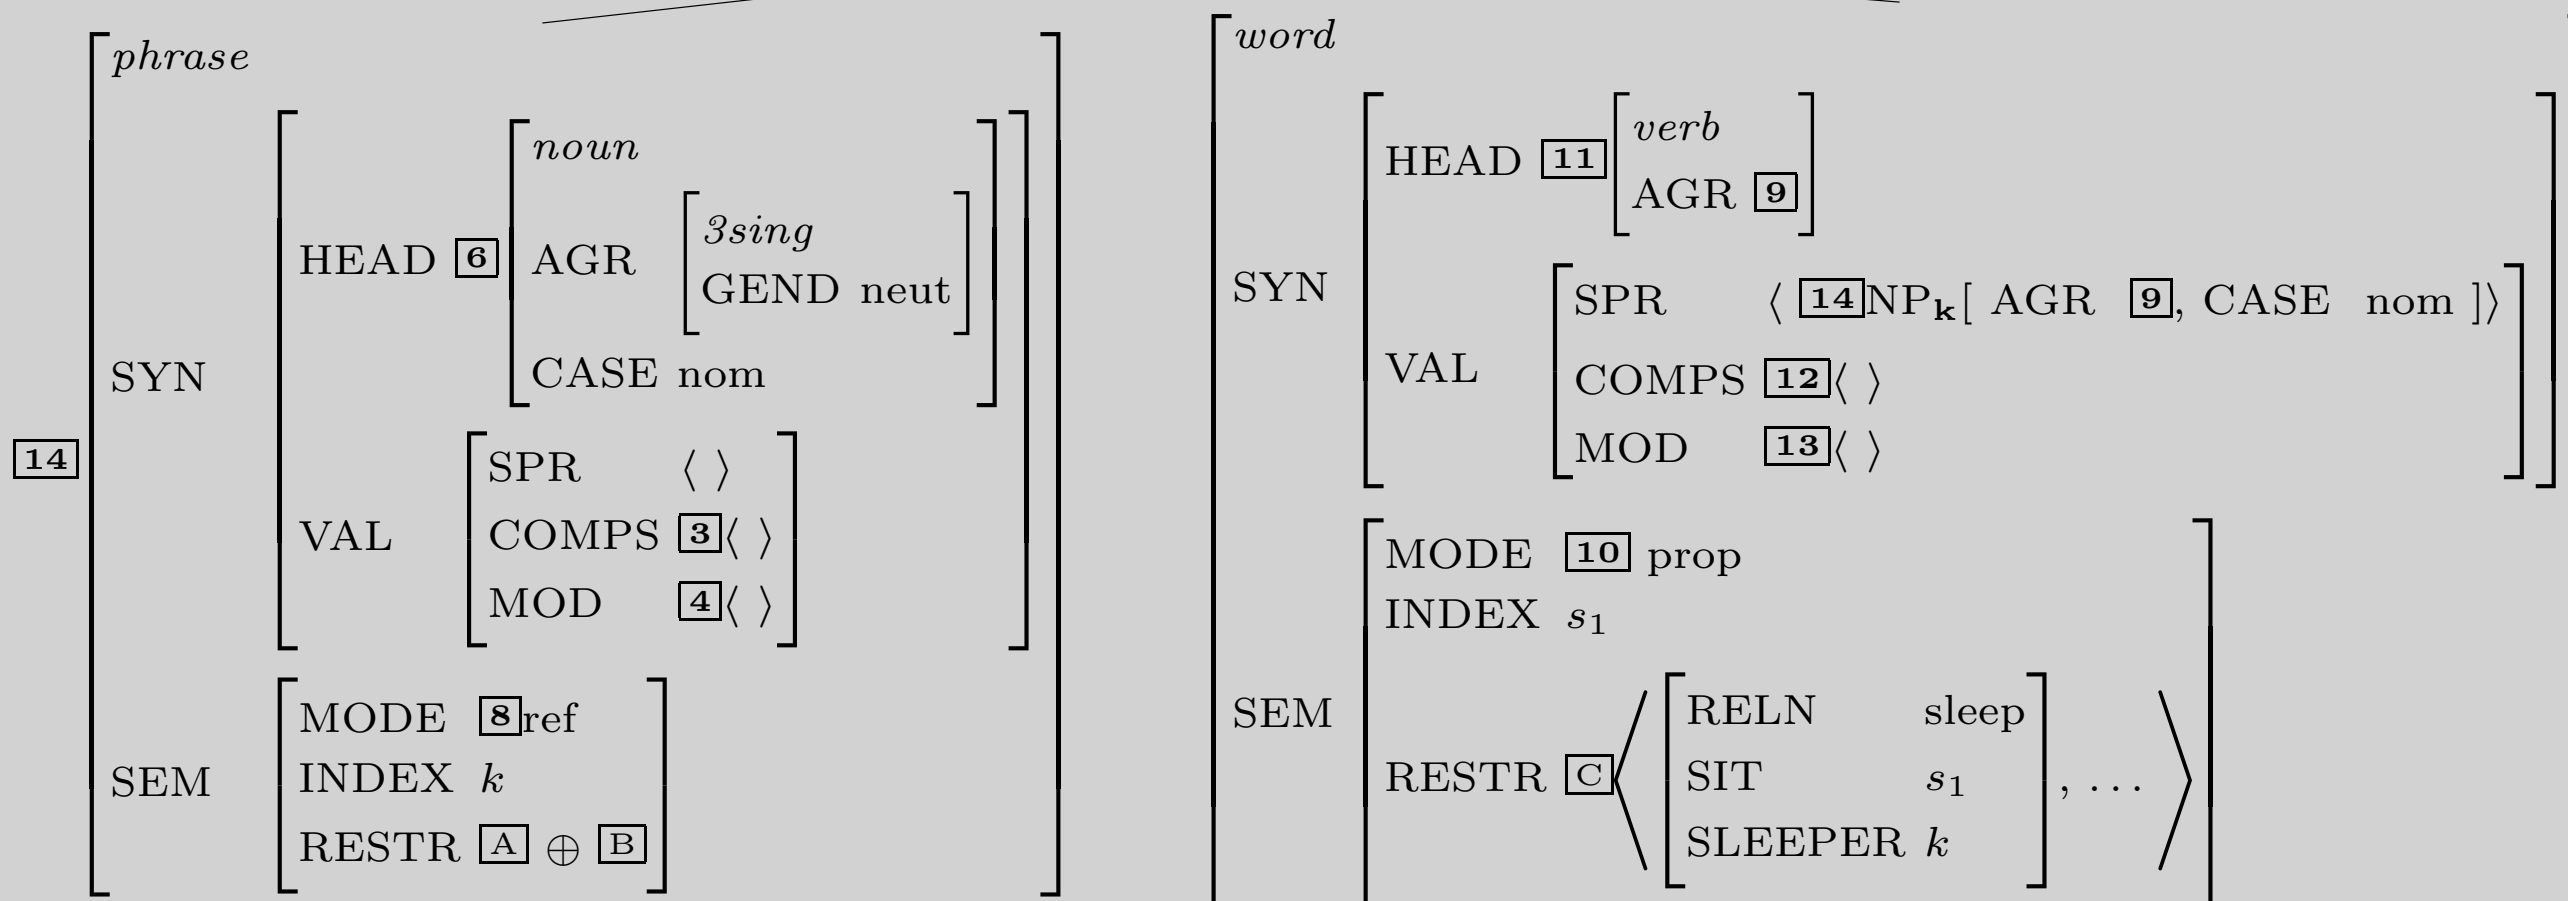 phrase
SYN
HEAD 6
noun
AGR
3sing
GEND neut
CASE nom
VAL
SPR ⟨ ⟩
COMPS 3⟨ ⟩
MOD 4⟨ ⟩
14
SEM
MODE 8ref
INDEX k
RESTR A ⊕ B
word
SYN
HEAD 11
verb
AGR 9
VAL
SPR ⟨ 14NPk[ AGR 9, CASE nom ]⟩
COMPS 12⟨ ⟩
MOD 13⟨ ⟩
SEM
MODE 10 prop
INDEX s1
RESTR C
RELN sleep
SIT s1
SLEEPER k
, ...